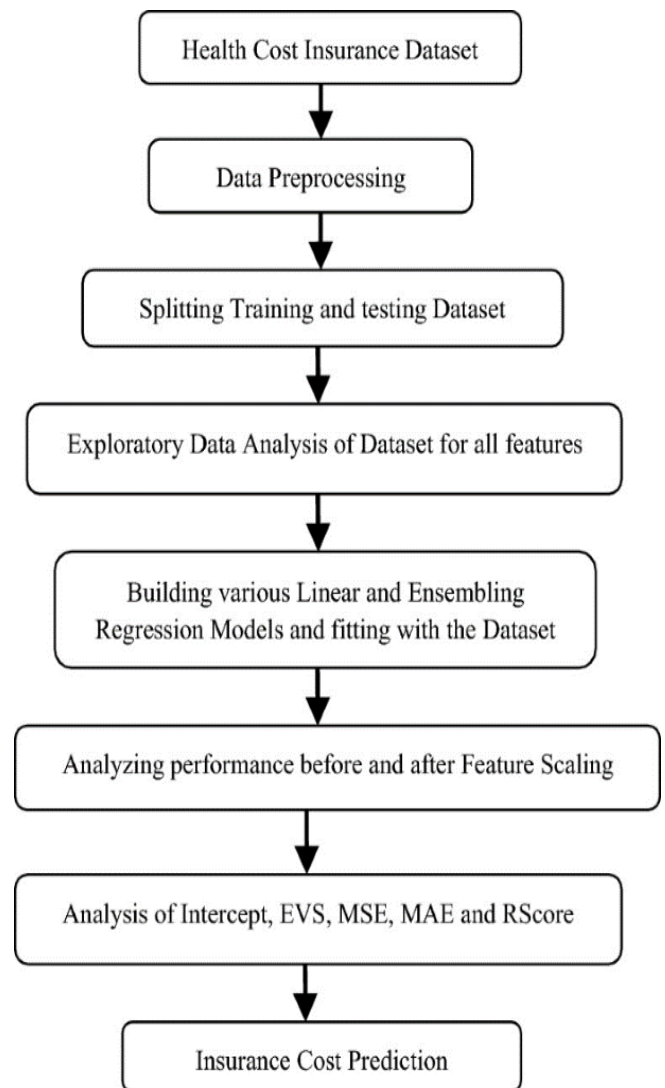 Health Cost Insurance Dataset
Data Preprocessing
Splitting Training and testing Dataset
Exploratory Data Analysis of Dataset for all features
Building various Linear and Ensembling
Regression Models and fitting with the Dataset
Analyzing performance before and after Feature Scaling
Analysis of Intercept, EVS, MSE, MAE and RScore
Insurance Cost Prediction